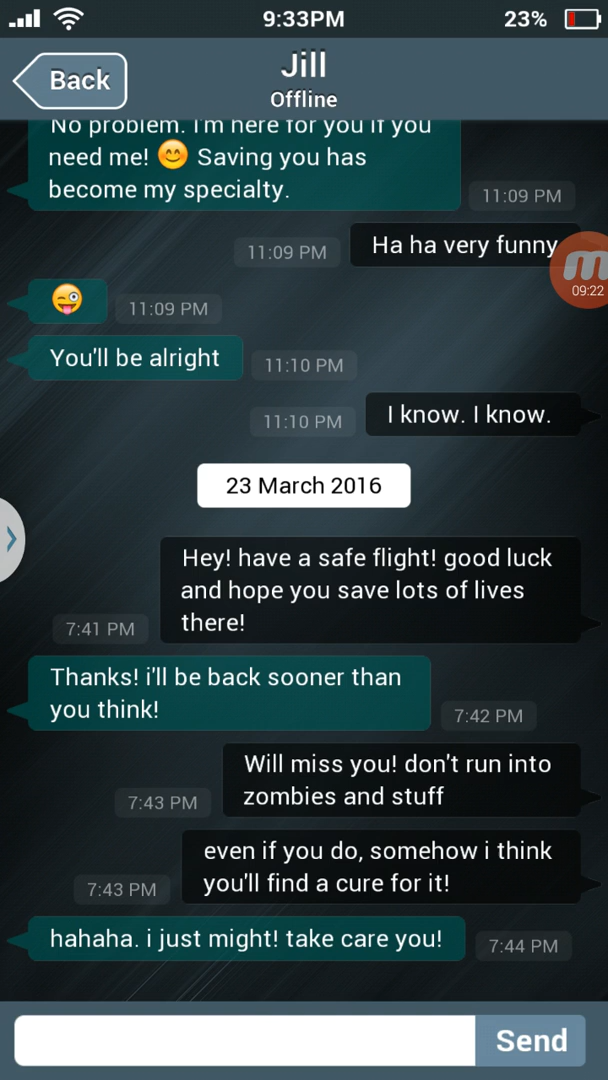 9:33PM
23%
Back
Jill
Offline
No problem. I'm here for you if you
need me! 😊 Saving you has
become my specialty.
11:09 PM
Ha ha very funny
11:09 PM
09:22
😜
11:09 PM
You'll be alright
11:10 PM
I know. I know.
11:10 PM
23 March 2016
Hey! have a safe flight! good luck
and hope you save lots of lives
there!
7:41 PM
Thanks! i'll be back sooner than
you think!
7:42 PM
Will miss you! don't run into
zombies and stuff
7:43 PM
even if you do, somehow i think
you'll find a cure for it!
7:43 PM
hahaha. i just might! take care you!
7:44 PM
Send